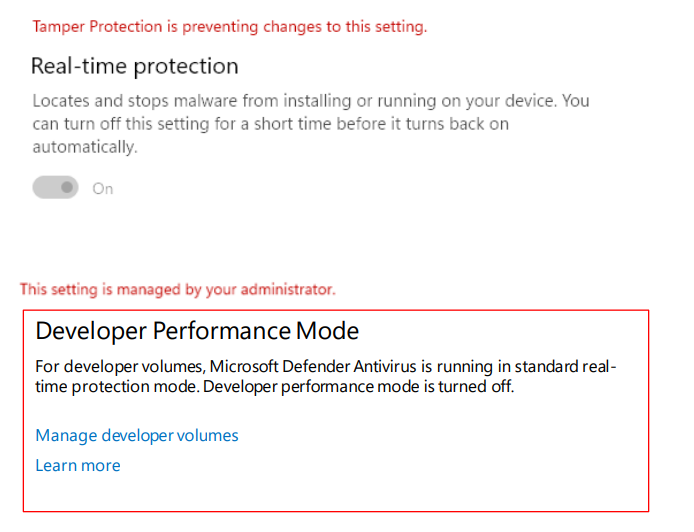 Tamper Protection is preventing changes to this setting.
Real-time protection
Locates and stops malware from installing or running on your device. You
can turn off this setting for a short time before it turns back on
automatically.
On
This setting is managed by your administrator.
Developer Performance Mode
For developer volumes, Microsoft Defender Antivirus is running in standard real-
time protection mode. Developer performance mode is turned off.
Manage developer volumes
Learn more